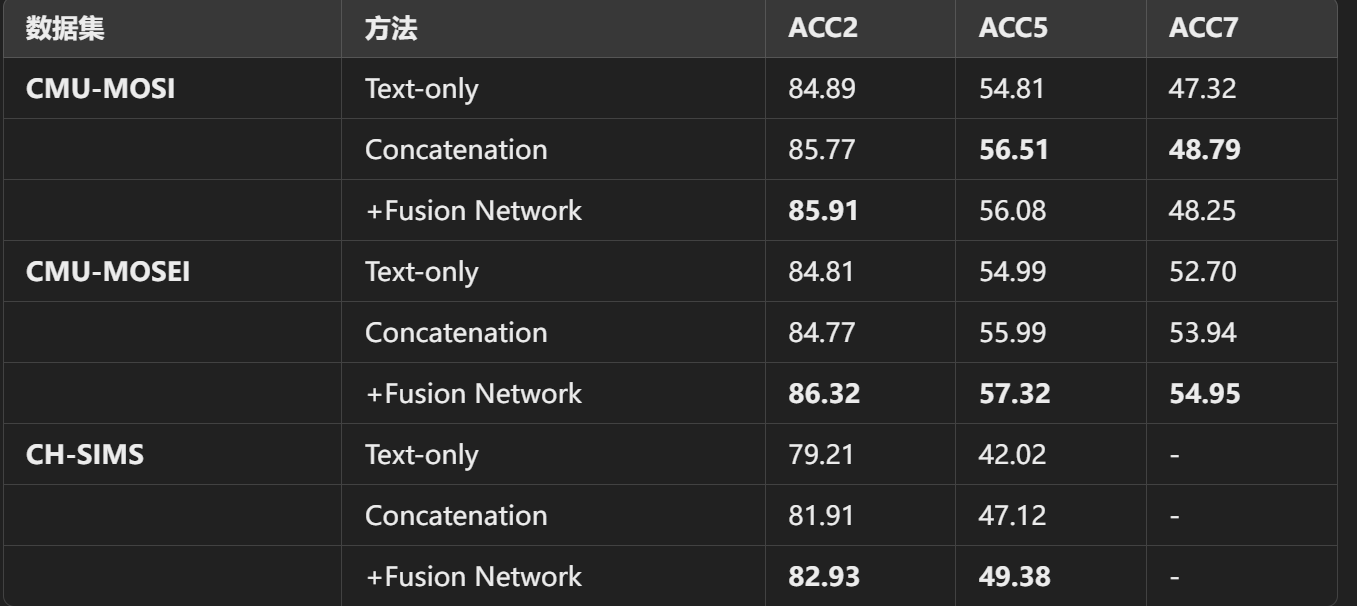 数据集 方法 ACC2 ACC5 ACC7
CMU-MOSI Text-only 84.89 54.81 47.32
Concatenation 85.77 56.51 48.79
+Fusion Network 85.91 56.08 48.25
CMU-MOSEI Text-only 84.81 54.99 52.70
Concatenation 84.77 55.99 53.94
+Fusion Network 86.32 57.32 54.95
CH-SIMS Text-only 79.21 42.02 -
Concatenation 81.91 47.12 -
+Fusion Network 82.93 49.38 -